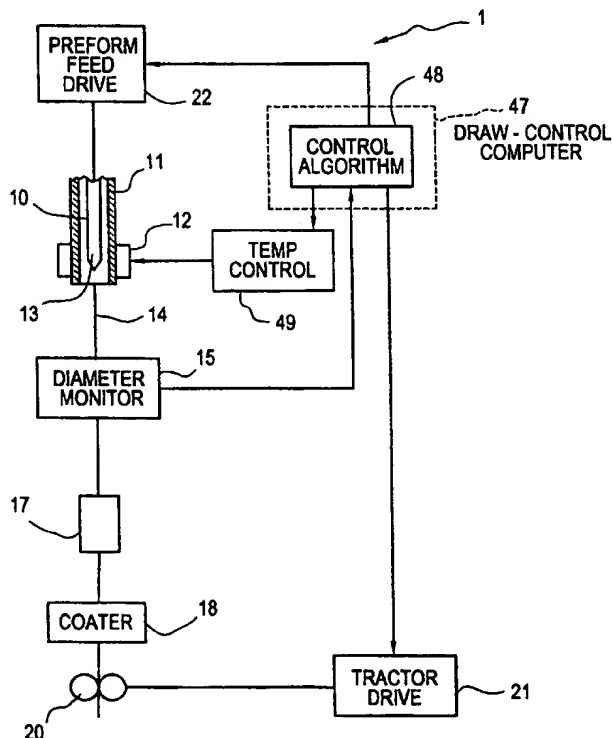 1
PREFORM
FEED
DRIVE
22
48
47
CONTROL
ALGORITHM
DRAW - CONTROL
COMPUTER
11
10
12
TEMP
CONTROL
49
13
14
15
DIAMETER
MONITOR
17
COATER
18
20
TRACTOR
DRIVE
21